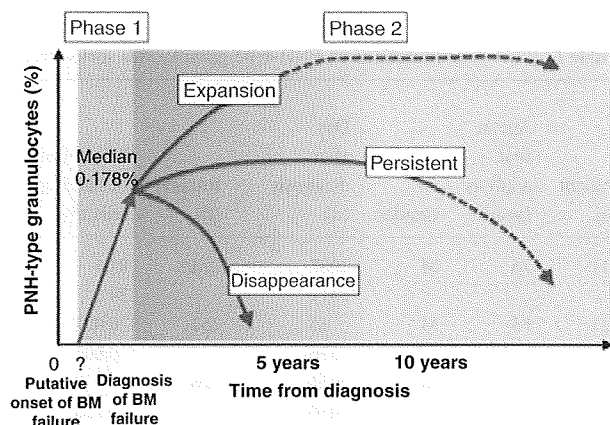 Phase 1
Phase 2
PNH-type graunulocytes (%)
Expansion
Median
0·178%
Persistent
Disappearance
0
?
5 years
10 years
Putative
onset of BM
failure
Diagnosis
of BM
failure
Time from diagnosis